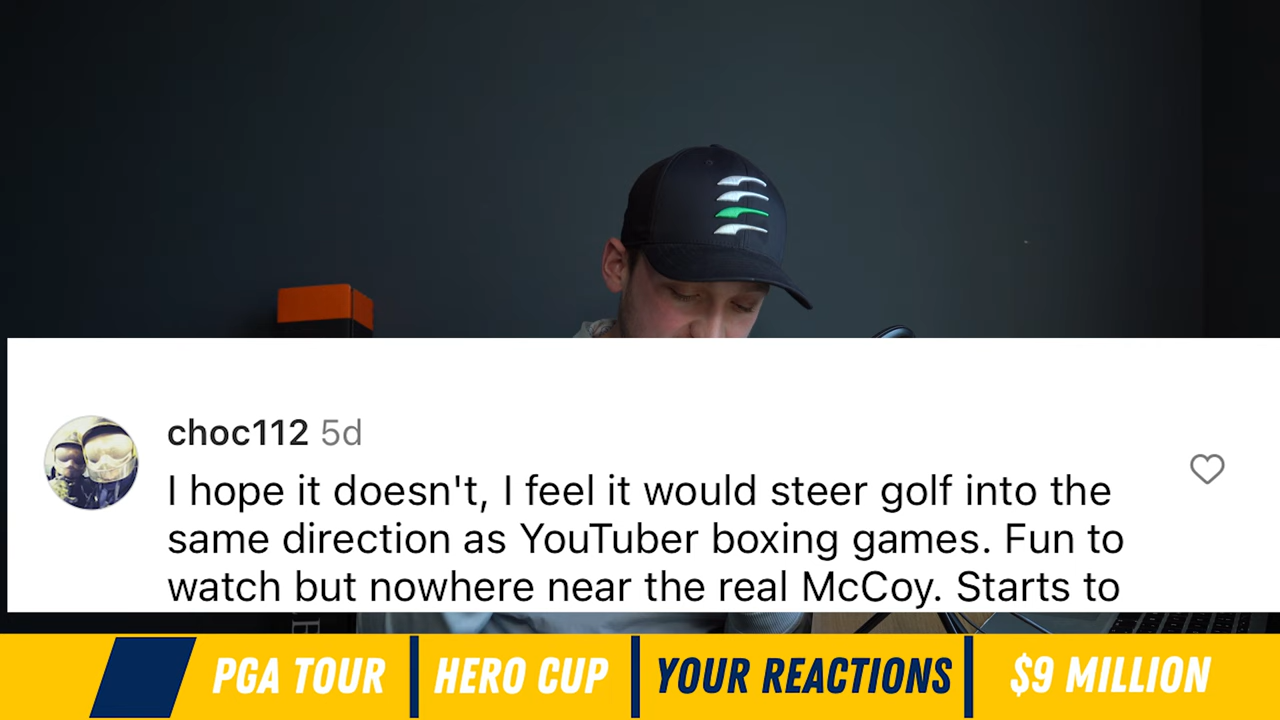 choc112 5d
I hope it doesn't, I feel it would steer golf into the
same direction as YouTuber boxing games. Fun to
watch but nowhere near the real McCoy. Starts to
PGA TOUR
HERO CUP
YOUR REACTIONS
$9 MILLION